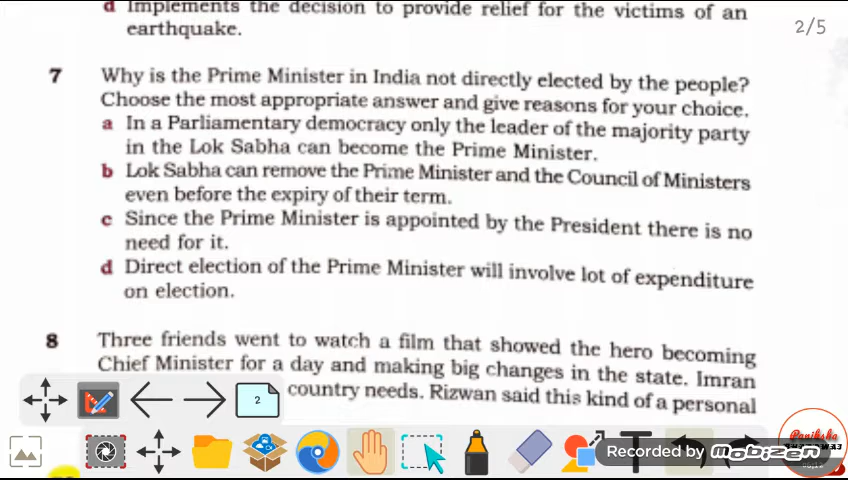 d Implements the decision to provide relief for the victims of an
earthquake.
2/5
7 Why is the Prime Minister in India not directly elected by the people?
Choose the most appropriate answer and give reasons for your choice.
a In a Parliamentary democracy only the leader of the majority party
in the Lok Sabha can become the Prime Minister.
b Lok Sabha can remove the Prime Minister and the Council of Ministers
even before the expiry of their term.
c Since the Prime Minister is appointed by the President there is no
need for it.
d Direct election of the Prime Minister will involve lot of expenditure
on election.
8 Three friends went to watch a film that showed the hero becoming
Chief Minister for a day and making big changes in the state. Imran
country needs. Rizwan said this kind of a personal
2
T
Paniksha
Recorded by mobizen